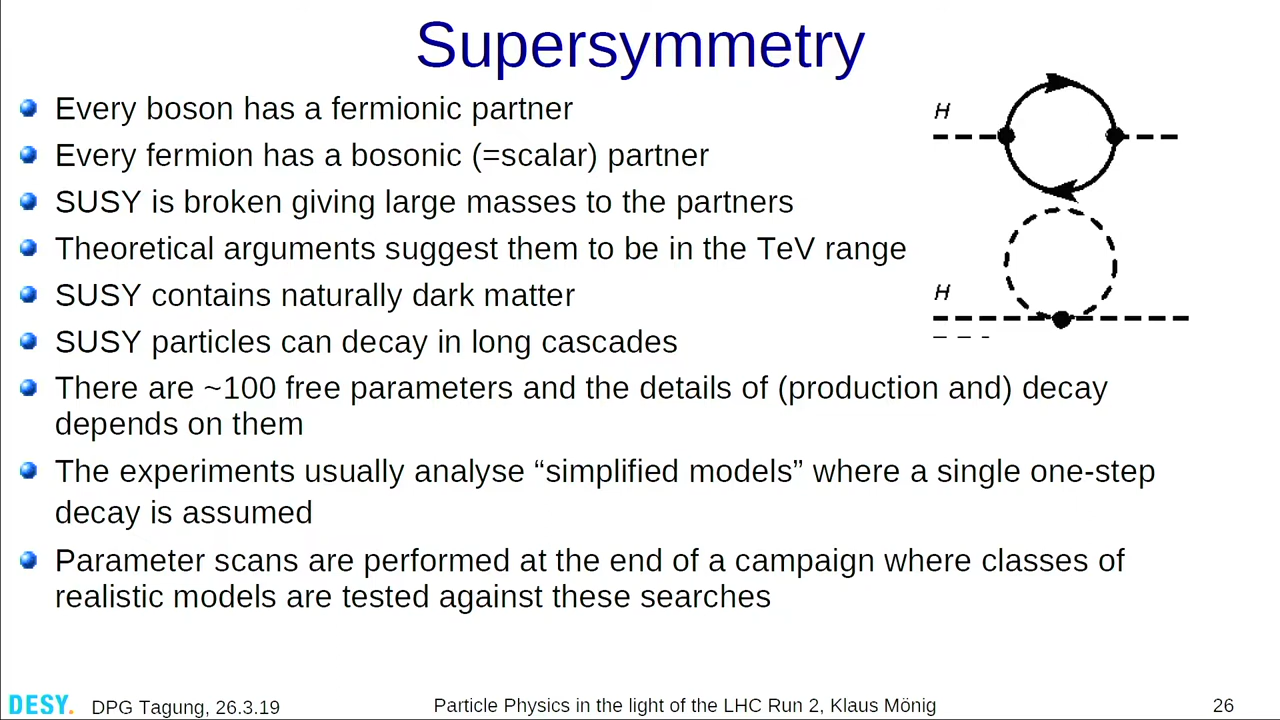 Supersymmetry
Every boson has a fermionic partner
Every fermion has a bosonic (=scalar) partner
SUSY is broken giving large masses to the partners
Theoretical arguments suggest them to be in the TeV range
SUSY contains naturally dark matter
SUSY particles can decay in long cascades
There are ~100 free parameters and the details of (production and) decay
depends on them
The experiments usually analyse “simplified models” where a single one-step
decay is assumed
Parameter scans are performed at the end of a campaign where classes of
realistic models are tested against these searches
H
H
DESY.
DPG Tagung, 26.3.19
Particle Physics in the light of the LHC Run 2, Klaus Mönig
26